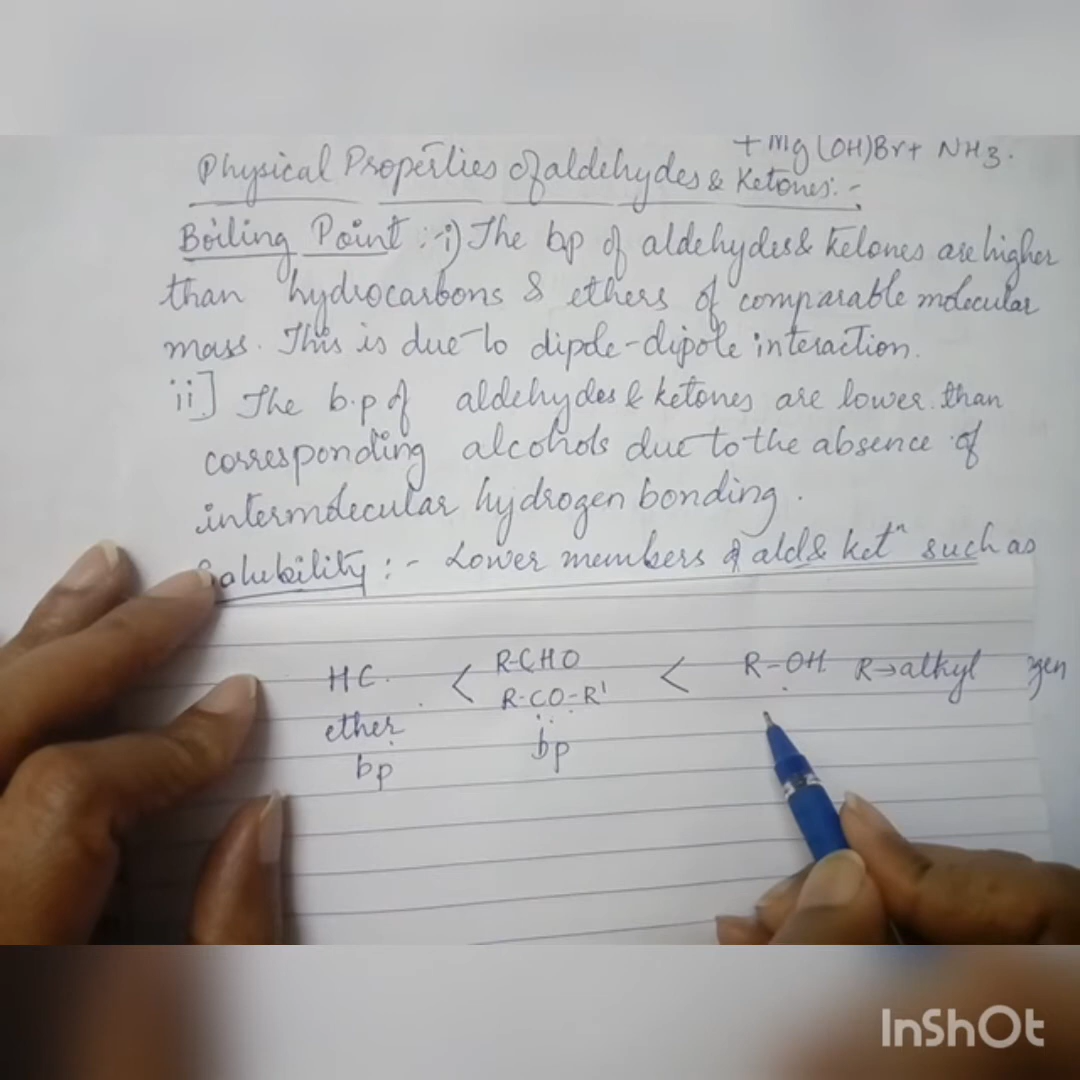 + Mg(OH)Br + NH3.
Physical Properties of aldehydes & Ketones: -
Boiling Point :- i) The bp of aldehydes & Ketones are higher
than hydrocarbons & ethers of comparable molecular
mass. This is due to dipole-dipole interaction.
ii] The b.p of aldehydes & ketones are lower than
corresponding alcohols due to the absence of
intermolecular hydrogen bonding.
Solubility : - Lower members of ald & ketⁿ such as
HC. < R-CHO < R-OH R→alkyl gen
R-CO-R'
ether
bp bp
InShOt